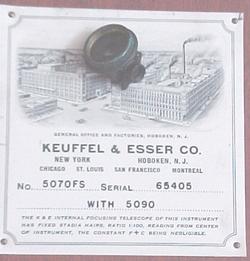 GENERAL OFFICE AND FACTORIES, HOBOKEN, N. J.
KEUFFEL & ESSER CO.
NEW YORK HOBOKEN, N. J.
CHICAGO ST. LOUIS SAN FRANCISCO MONTREAL
No. 5070FS SERIAL 65405
WITH 5090
THE K & E INTERNAL FOCUSING TELESCOPE OF THIS INSTRUMENT
HAS FIXED STADIA HAIRS, RATIO 1:100, READING FROM CENTER
OF INSTRUMENT, THE CONSTANT F + C BEING NEGLIGIBLE.